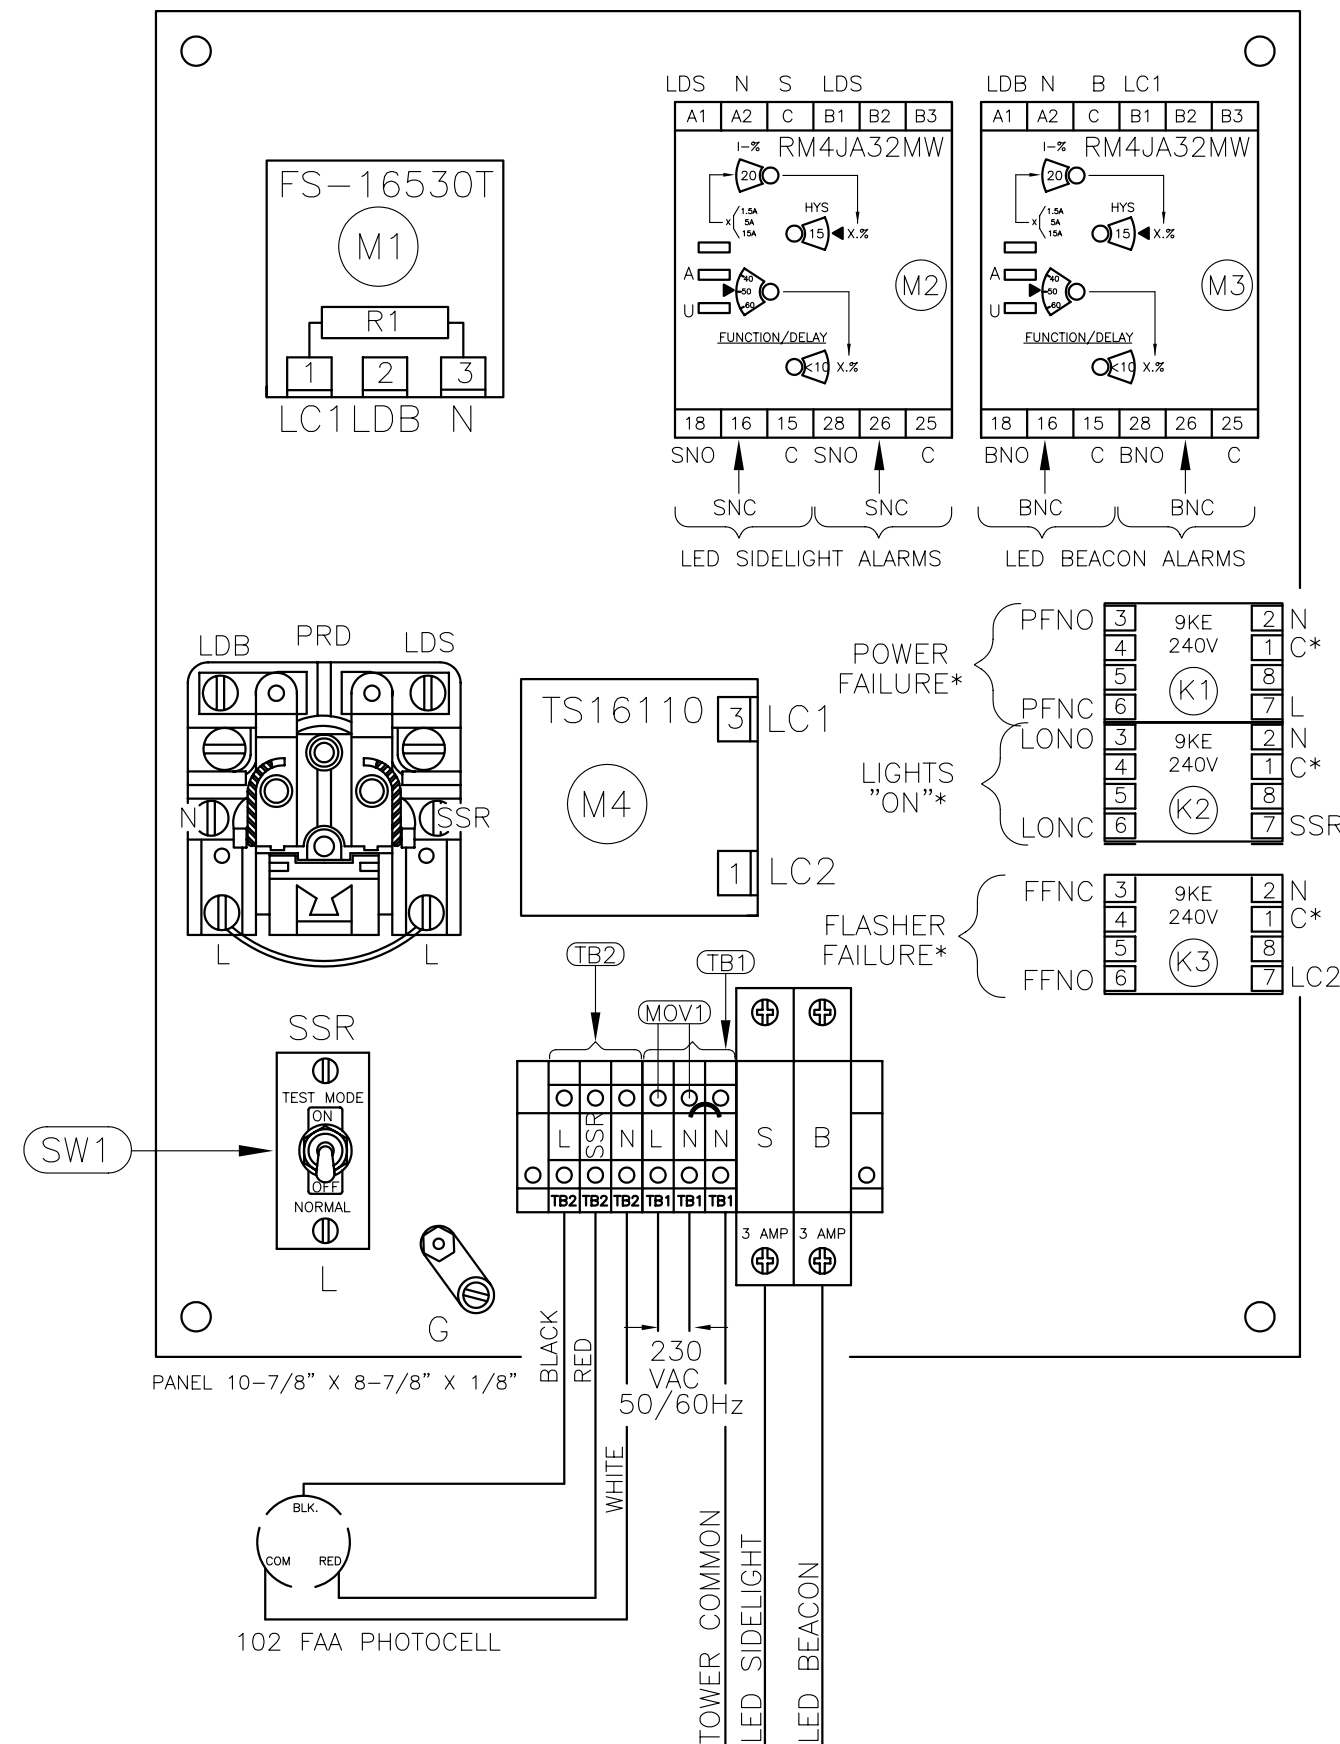 LDS N S LDS
A1 A2 C B1 B2 B3
RM4JA32MW
I-%
20
1.5A
X 5A
15A
HYS
15 X.%
A
U
40
50
60
M2
FUNCTION/DELAY
<10 X.%
18 16 15 28 26 25
SNO C SNO C
SNC SNC
LED SIDELIGHT ALARMS
LDB N B LC1
A1 A2 C B1 B2 B3
RM4JA32MW
I-%
20
1.5A
X 5A
15A
HYS
15 X.%
A
U
40
50
60
M3
FUNCTION/DELAY
<10 X.%
18 16 15 28 26 25
BNO C BNO C
BNC BNC
LED BEACON ALARMS
FS-16530T
M1
R1
1 2 3
LC1 LDB N
POWER
FAILURE*
PFNO 3 9KE 2 N
4 240V 1 C*
5 K1 8
PFNC 6 7 L
LIGHTS
"ON"*
LONO 3 9KE 2 N
4 240V 1 C*
5 K2 8
LONC 6 7 SSR
FLASHER
FAILURE*
FFNC 3 9KE 2 N
4 240V 1 C*
5 K3 8
FFNO 6 7 LC2
LDB PRD LDS
N SSR
L L
TS16110
3 LC1
M4
1 LC2
TB2 TB1
MOV1
L SSR N L N N S B
TB2 TB2 TB2 TB1 TB1 TB1
3 AMP 3 AMP
SSR
TEST MODE
ON
OFF
NORMAL
L
SW1
G
PANEL 10-7/8" X 8-7/8" X 1/8"
BLACK
RED
WHITE
230
VAC
50/60Hz
BLK.
COM RED
102 FAA PHOTOCELL
TOWER COMMON
LED SIDELIGHT
LED BEACON